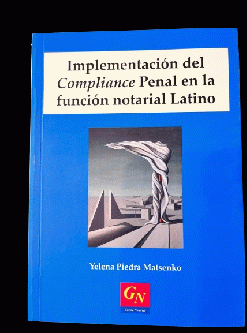 Implementación del
Compliance Penal en la
función notarial Latino
Yelena Piedra Matsenko
GN